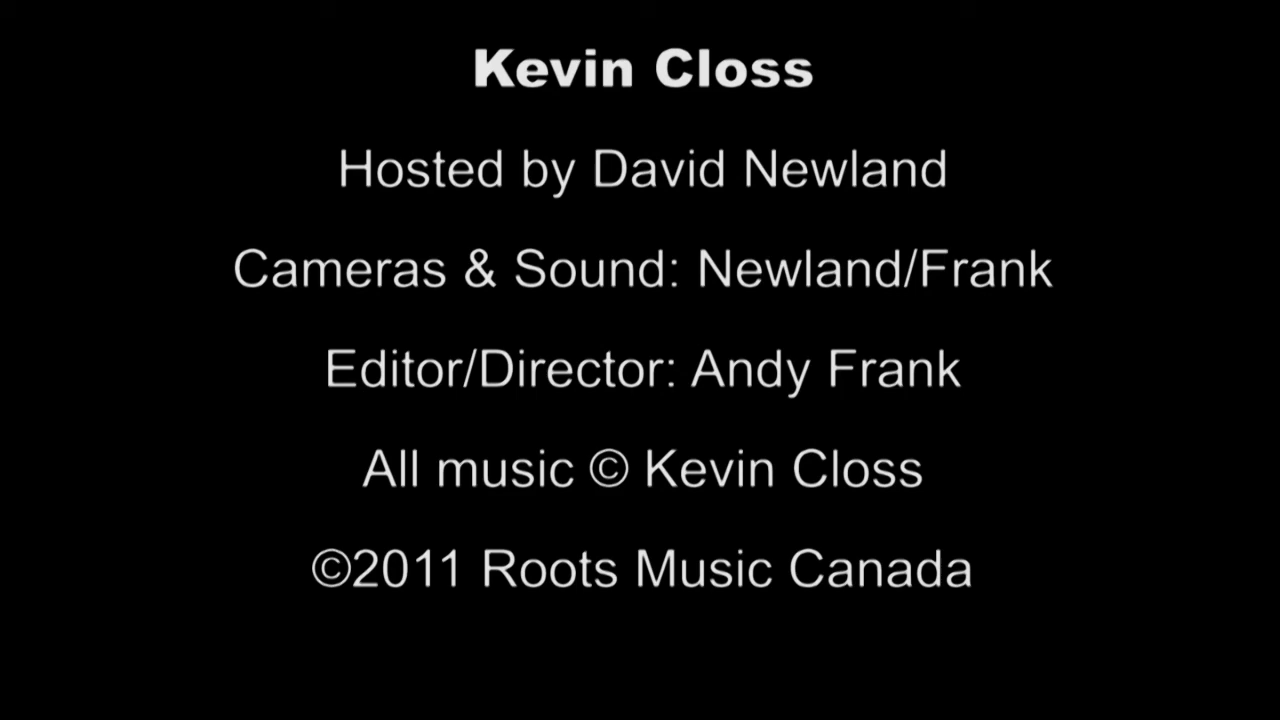 Kevin Closs
Hosted by David Newland
Cameras & Sound: Newland/Frank
Editor/Director: Andy Frank
All music © Kevin Closs
©2011 Roots Music Canada